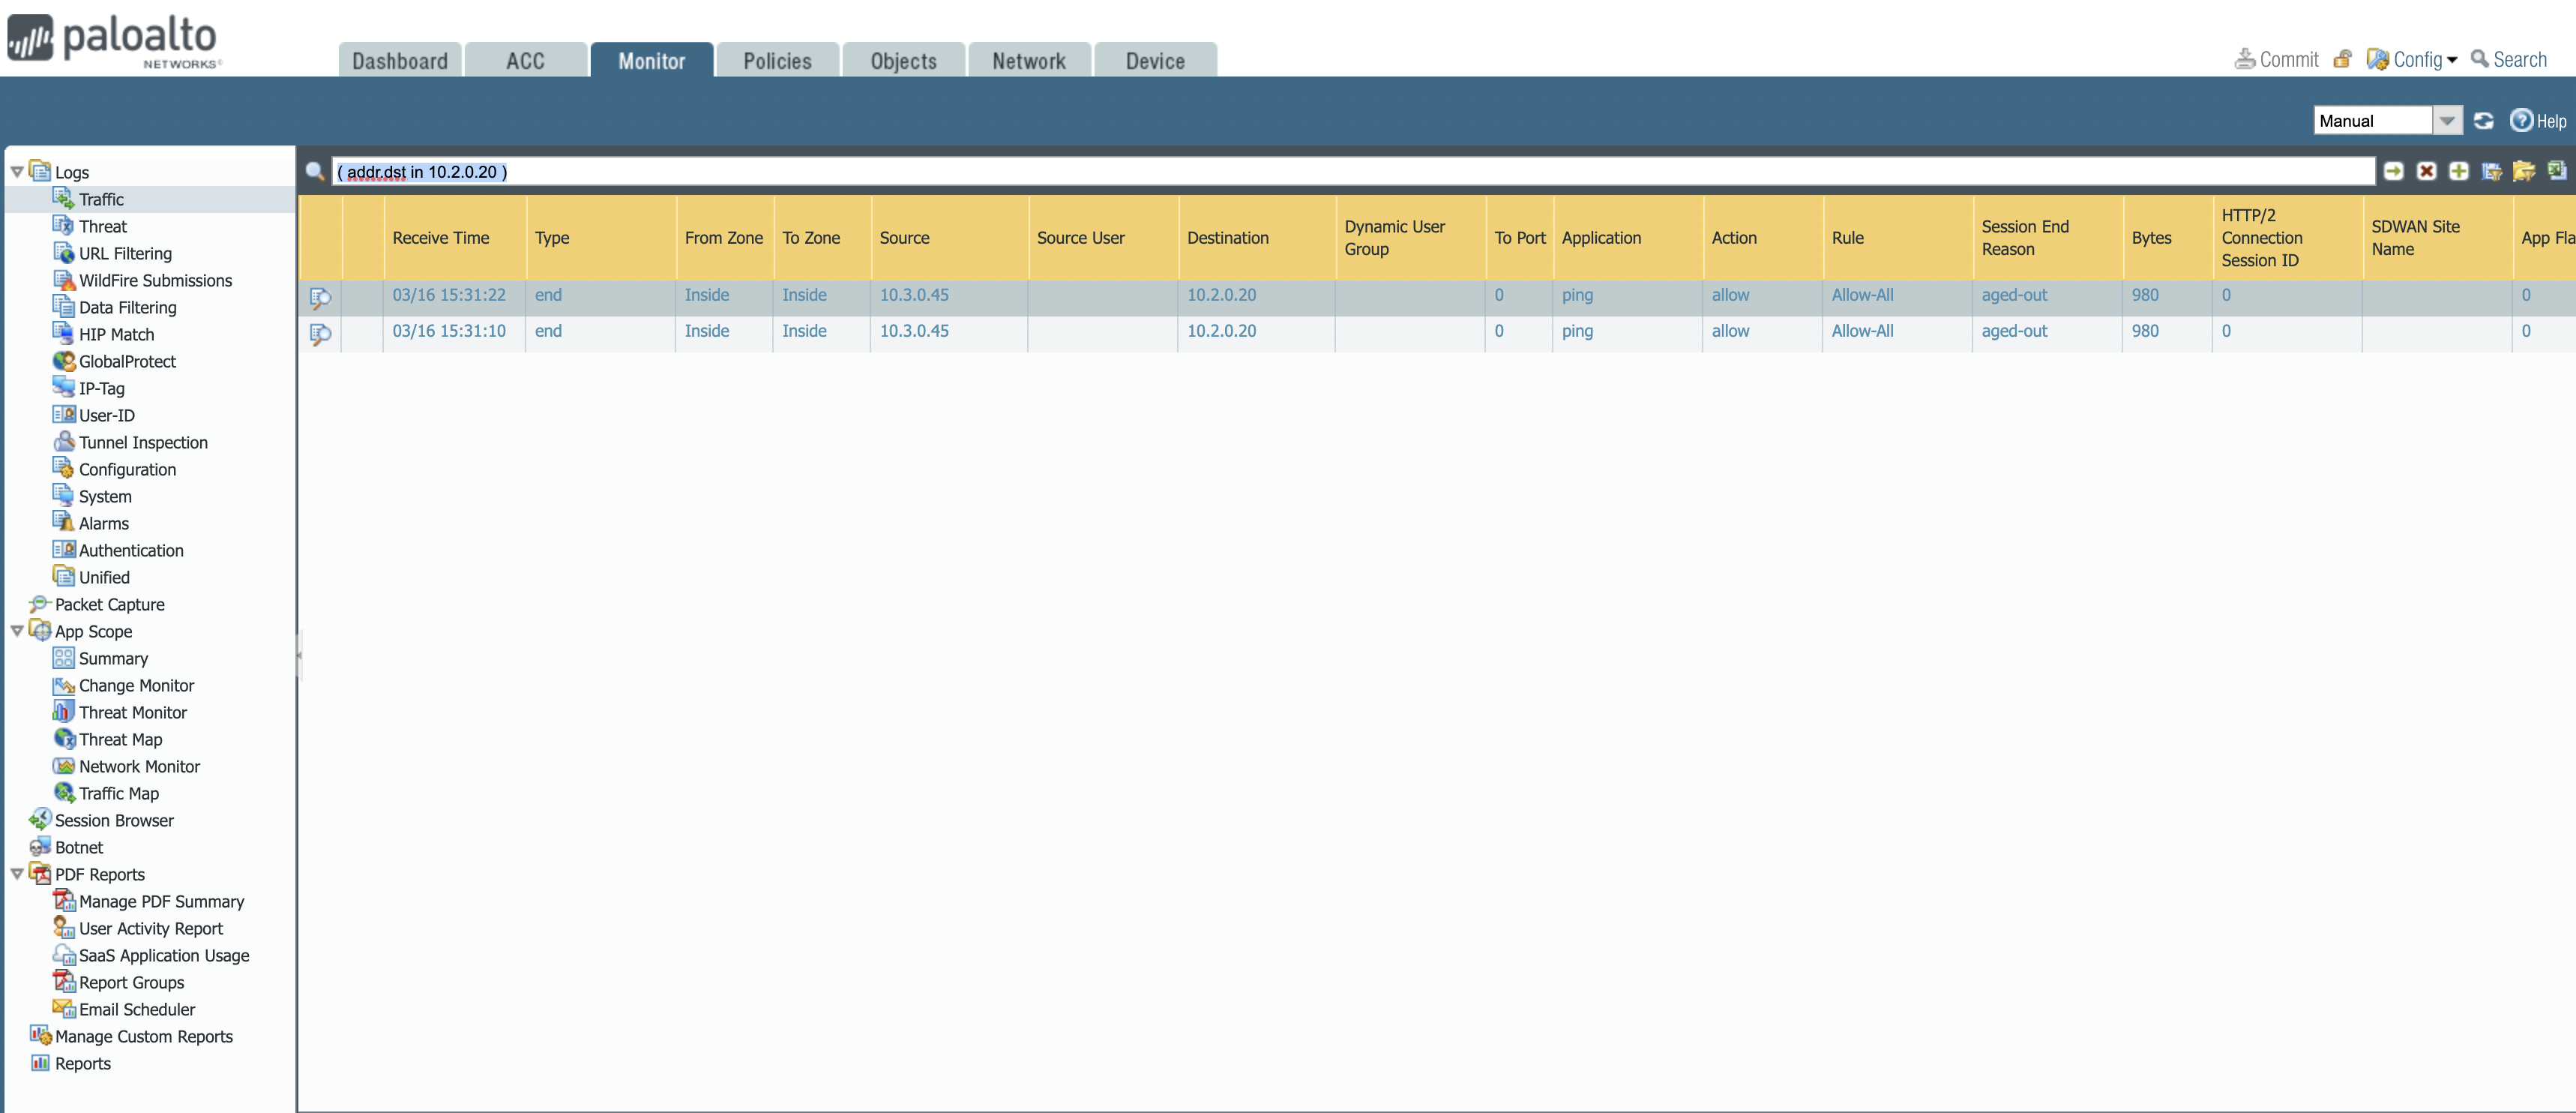 paloalto
NETWORKS
Dashboard ACC Monitor Policies Objects Network Device
Commit Config Search
Manual Help
( addr.dst in 10.2.0.20 )
Logs
Traffic
Threat
URL Filtering
WildFire Submissions
Data Filtering
HIP Match
GlobalProtect
IP-Tag
User-ID
Tunnel Inspection
Configuration
System
Alarms
Authentication
Unified
Packet Capture
App Scope
Summary
Change Monitor
Threat Monitor
Threat Map
Network Monitor
Traffic Map
Session Browser
Botnet
PDF Reports
Manage PDF Summary
User Activity Report
SaaS Application Usage
Report Groups
Email Scheduler
Manage Custom Reports
Reports
Receive Time Type From Zone To Zone Source Source User Destination Dynamic User Group To Port Application Action Rule Session End Reason Bytes HTTP/2 Connection Session ID SDWAN Site Name App Fla
03/16 15:31:22 end Inside Inside 10.3.0.45 10.2.0.20 0 ping allow Allow-All aged-out 980 0 0
03/16 15:31:10 end Inside Inside 10.3.0.45 10.2.0.20 0 ping allow Allow-All aged-out 980 0 0